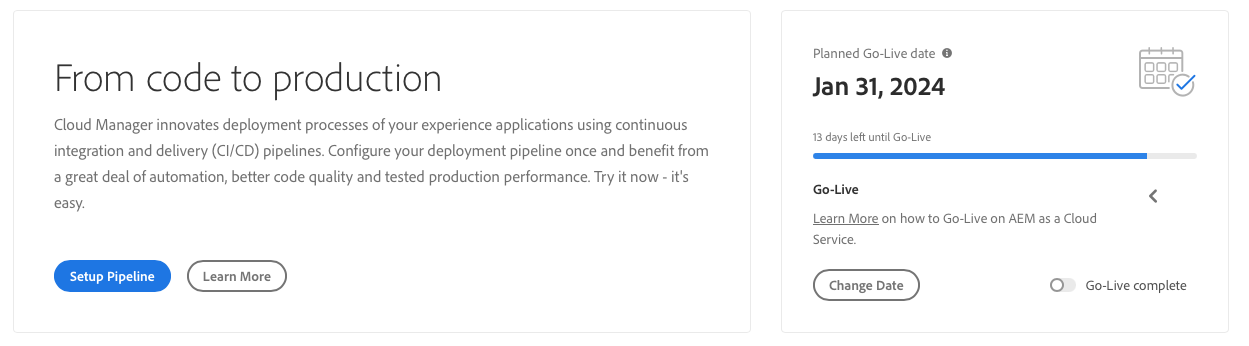 From code to production
Cloud Manager innovates deployment processes of your experience applications using continuous
integration and delivery (CI/CD) pipelines. Configure your deployment pipeline once and benefit from
a great deal of automation, better code quality and tested production performance. Try it now - it's
easy.
Setup Pipeline
Learn More
Planned Go-Live date
Jan 31, 2024
13 days left until Go-Live
Go-Live
Learn More on how to Go-Live on AEM as a Cloud
Service.
Change Date
Go-Live complete